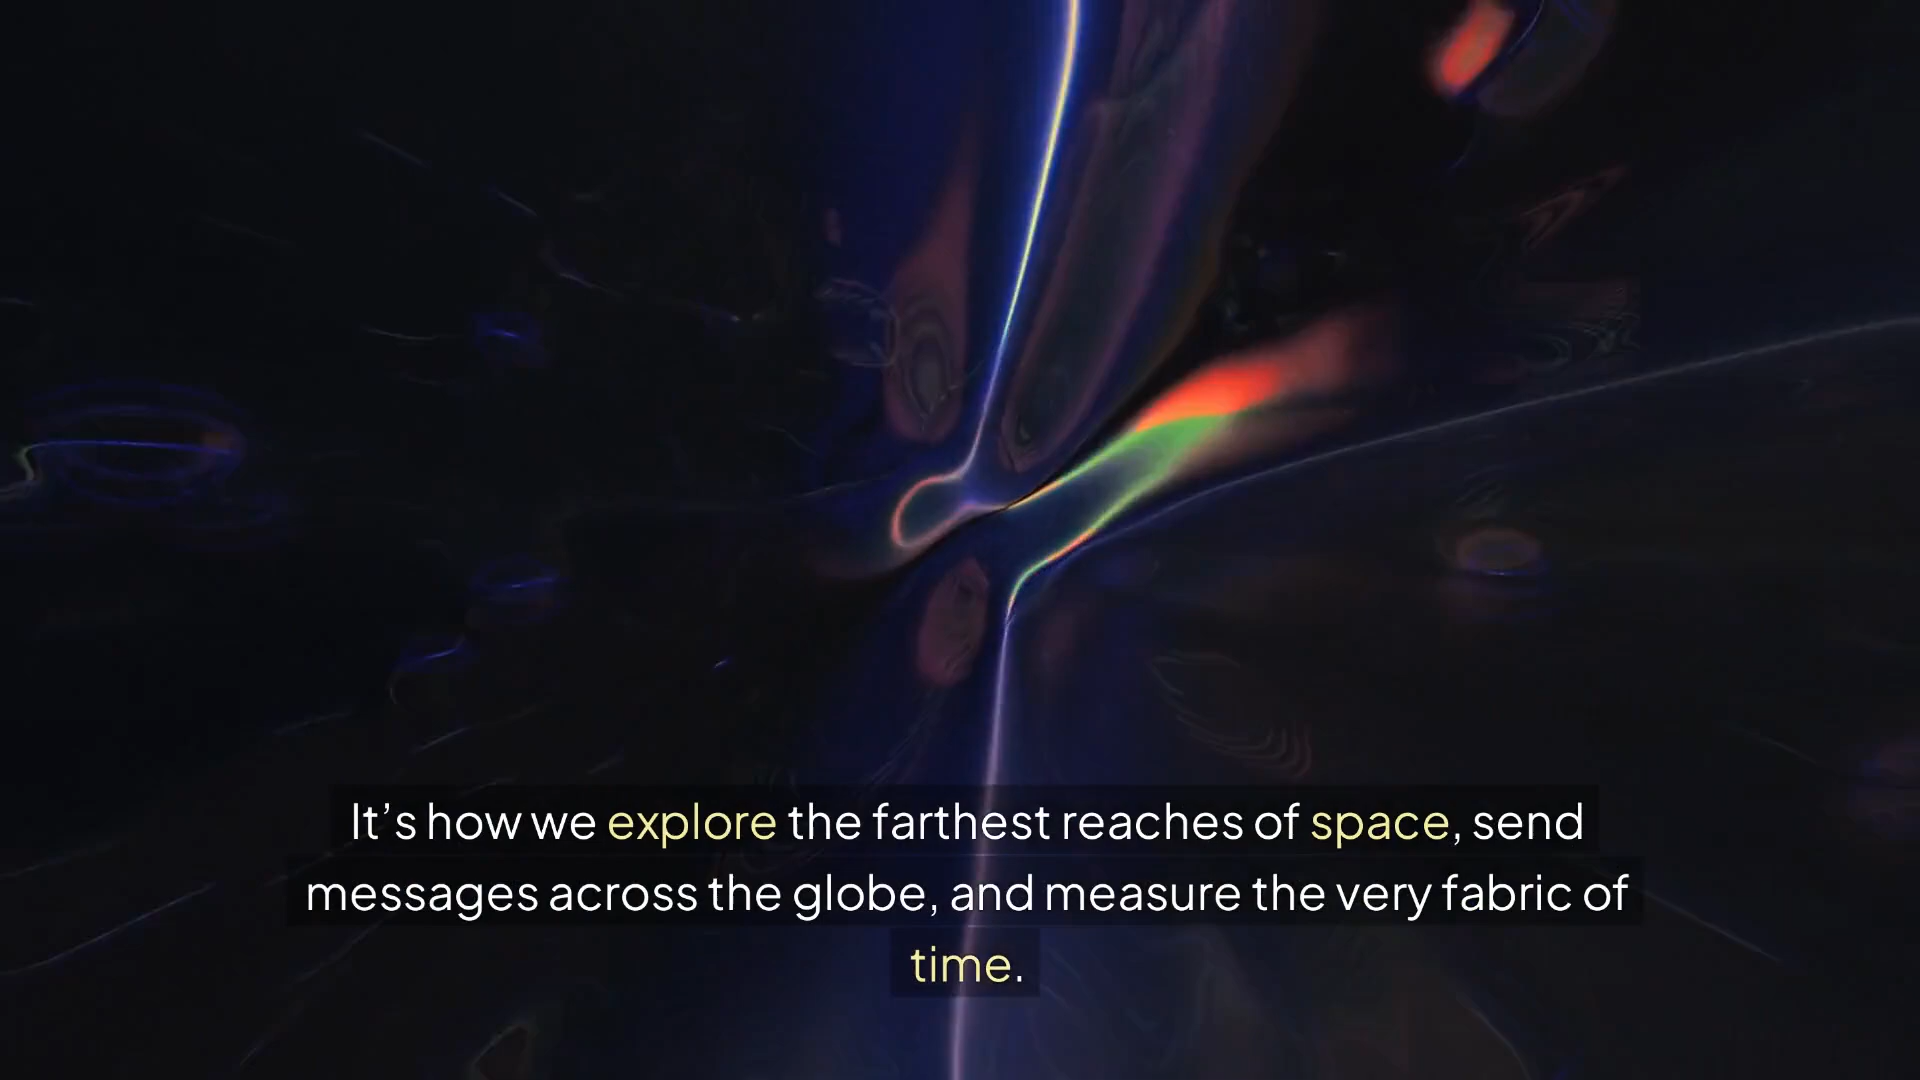 It’s how we explore the farthest reaches of space, send
messages across the globe, and measure the very fabric of
time.